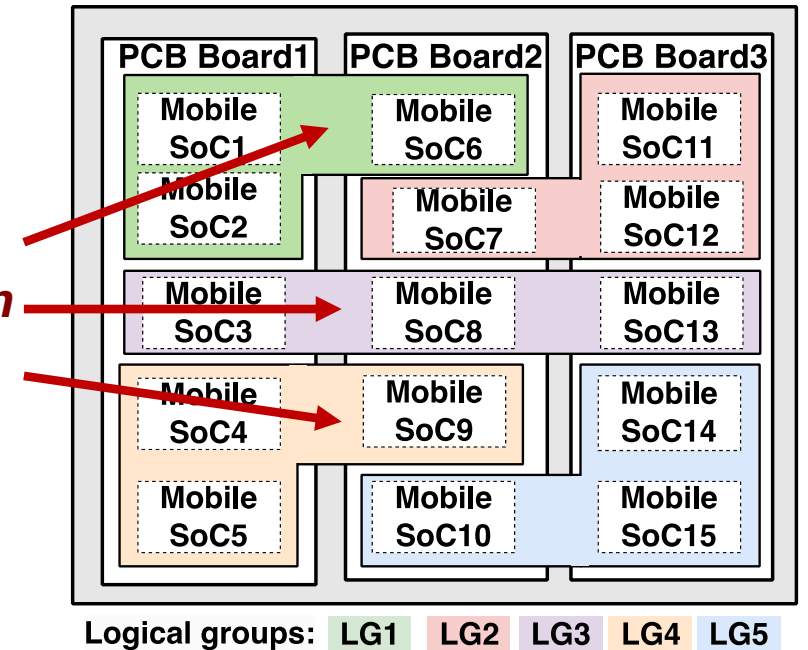 PCB Board1
PCB Board2
PCB Board3
Mobile
SoC1
Mobile
SoC6
Mobile
SoC11
Mobile
SoC2
Mobile
SoC7
Mobile
SoC12
n
Mobile
SoC3
Mobile
SoC8
Mobile
SoC13
Mobile
SoC4
Mobile
SoC9
Mobile
SoC14
Mobile
SoC5
Mobile
SoC10
Mobile
SoC15
Logical groups: LG1 LG2 LG3 LG4 LG5